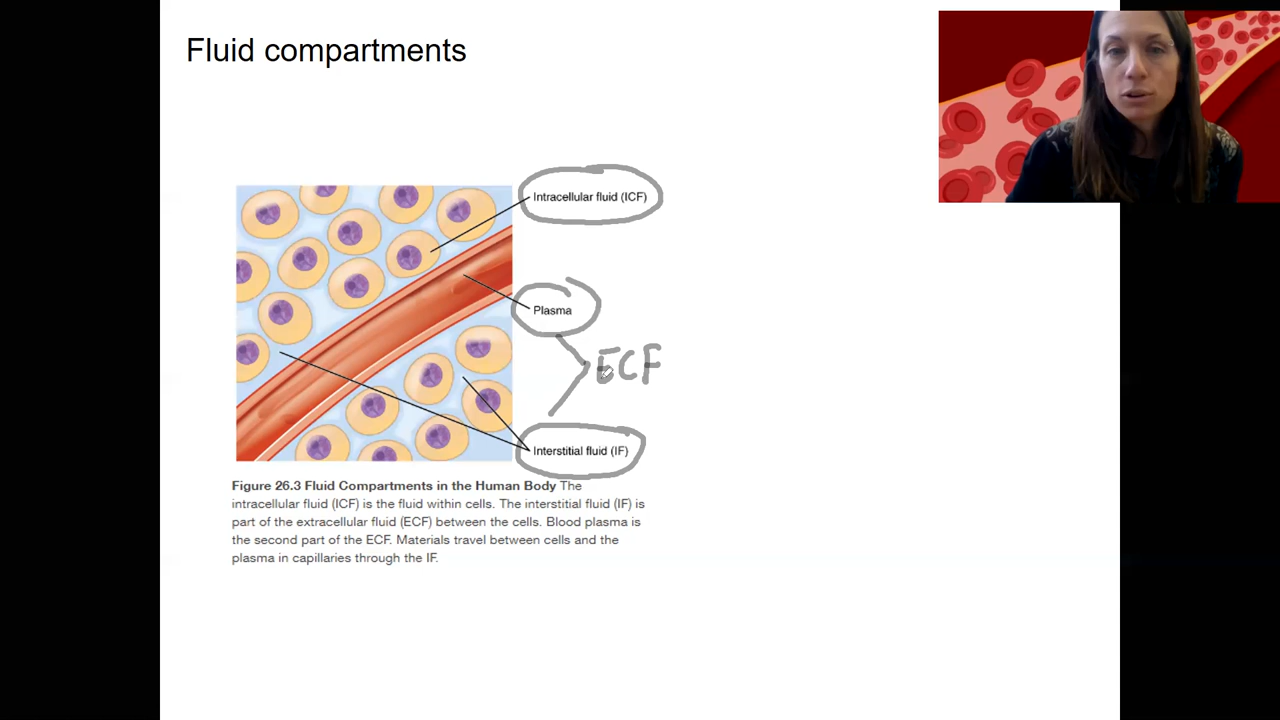 Fluid compartments
Intracellular fluid (ICF)
Plasma
ECF
Interstitial fluid (IF)
Figure 26.3 Fluid Compartments in the Human Body The
intracellular fluid (ICF) is the fluid within cells. The interstitial fluid (IF) is
part of the extracellular fluid (ECF) between the cells. Blood plasma is
the second part of the ECF. Materials travel between cells and the
plasma in capillaries through the IF.